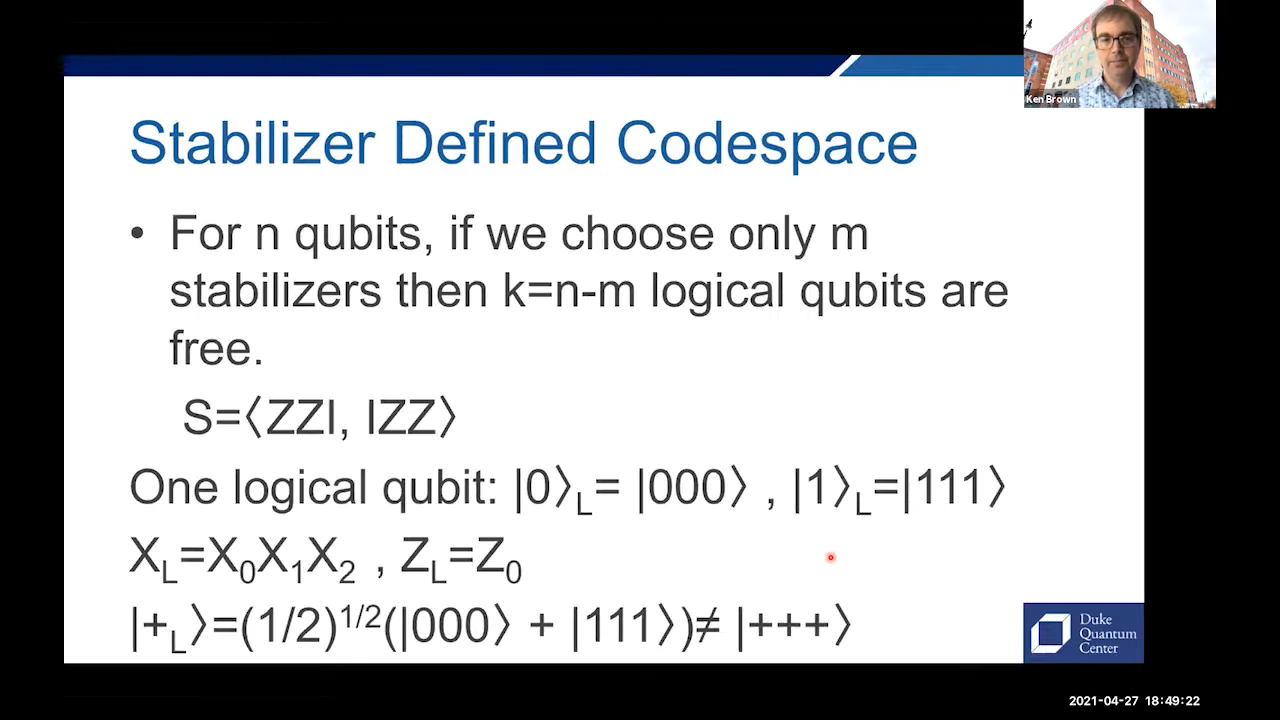 Ken Brown
Stabilizer Defined Codespace
• For n qubits, if we choose only m
stabilizers then k=n-m logical qubits are
free.
S=⟨ZZI, IZZ⟩
One logical qubit: |0⟩L= |000⟩ , |1⟩L=|111⟩
XL=X0X1X2 , ZL=Z0
|+L⟩=(1/2)1/2(|000⟩ + |111⟩)≠ |+++⟩
Duke
Quantum
Center
2021-04-27 18:49:22